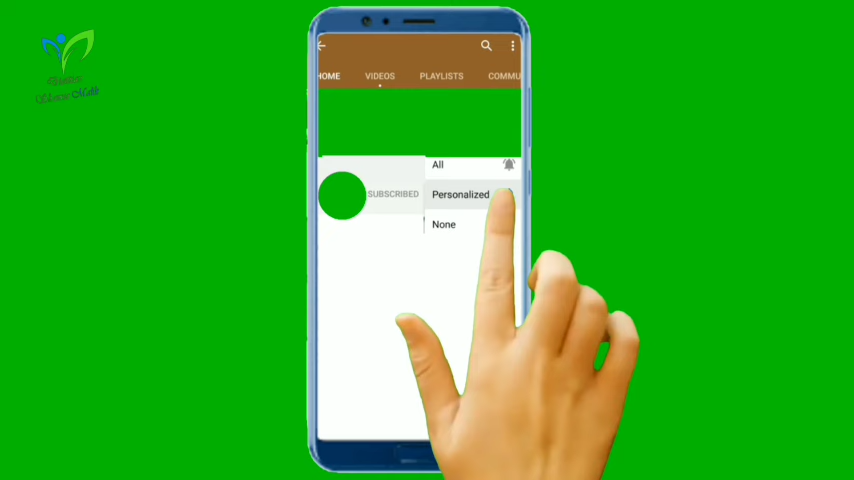 HOME VIDEOS PLAYLISTS COMMU
All
SUBSCRIBED Personalized
None